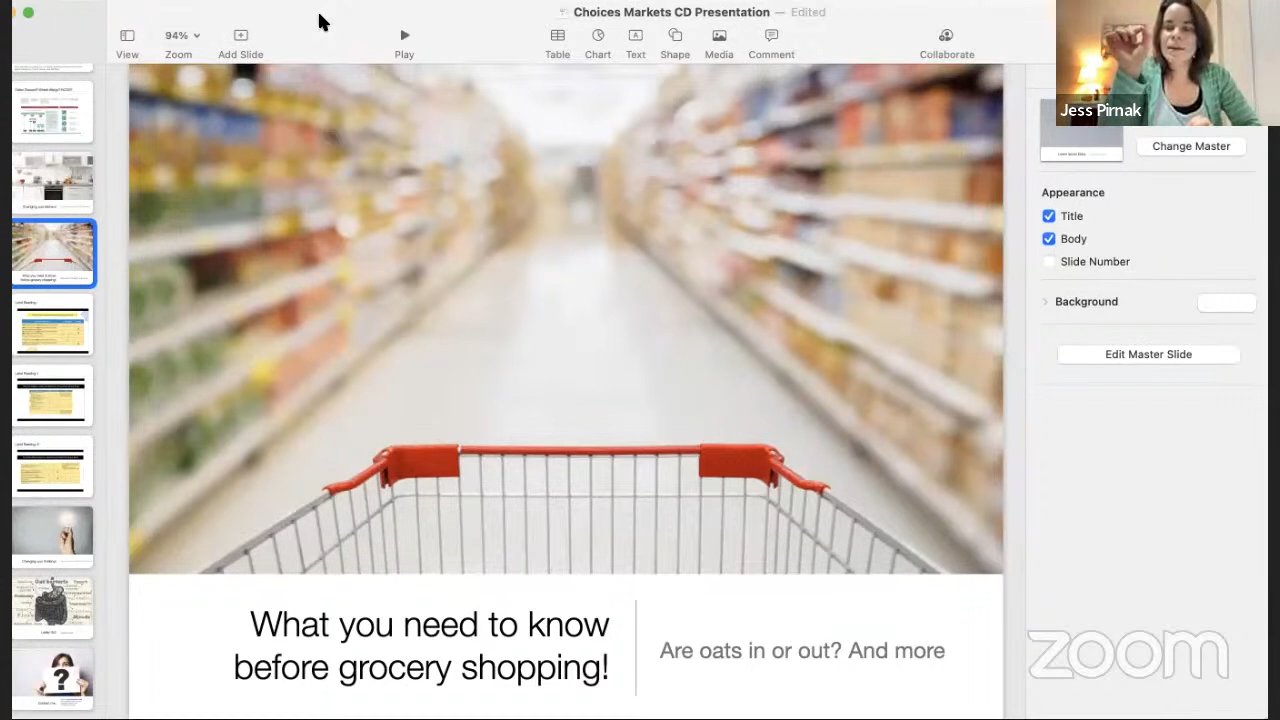 Choices Markets CD Presentation — Edited
94%
View Zoom Add Slide Play Table Chart Text Shape Media Comment Collaborate
Jess Pirnak
Change Master
Appearance
Title
Body
Slide Number
Background
Edit Master Slide
What you need to know
before grocery shopping!
Are oats in or out? And more
zoom